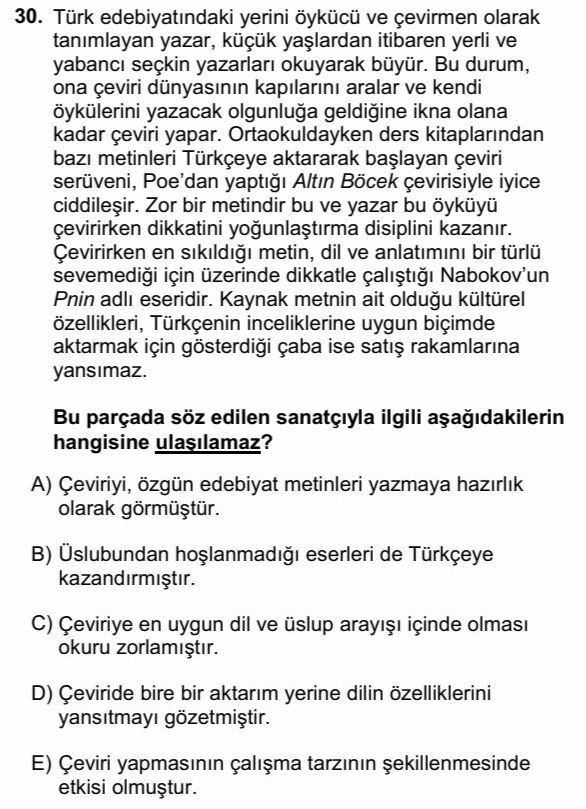 30. Türk edebiyatındaki yerini öykücü ve çevirmen olarak
tanımlayan yazar, küçük yaşlardan itibaren yerli ve
yabancı seçkin yazarları okuyarak büyür. Bu durum,
ona çeviri dünyasının kapılarını aralar ve kendi
öykülerini yazacak olgunluğa geldiğine ikna olana
kadar çeviri yapar. Ortaokuldayken ders kitaplarından
bazı metinleri Türkçeye aktararak başlayan çeviri
serüveni, Poe’dan yaptığı Altın Böcek çevirisiyle iyice
ciddileşir. Zor bir metindir bu ve yazar bu öyküyü
çevirirken dikkatini yoğunlaştırma disiplini kazanır.
Çevirirken en sıkıldığı metin, dil ve anlatımını bir türlü
sevemediği için üzerinde dikkatle çalıştığı Nabokov’un
Pnin adlı eseridir. Kaynak metnin ait olduğu kültürel
özellikleri, Türkçenin inceliklerine uygun biçimde
aktarmak için gösterdiği çaba ise satış rakamlarına
yansımaz.
Bu parçada söz edilen sanatçıyla ilgili aşağıdakilerin
hangisine ulaşılamaz?
A) Çeviriyi, özgün edebiyat metinleri yazmaya hazırlık
olarak görmüştür.
B) Üslubundan hoşlanmadığı eserleri de Türkçeye
kazandırmıştır.
C) Çeviriye en uygun dil ve üslup arayışı içinde olması
okuru zorlamıştır.
D) Çeviride bire bir aktarım yerine dilin özelliklerini
yansıtmayı gözetmiştir.
E) Çeviri yapmasının çalışma tarzının şekillenmesinde
etkisi olmuştur.